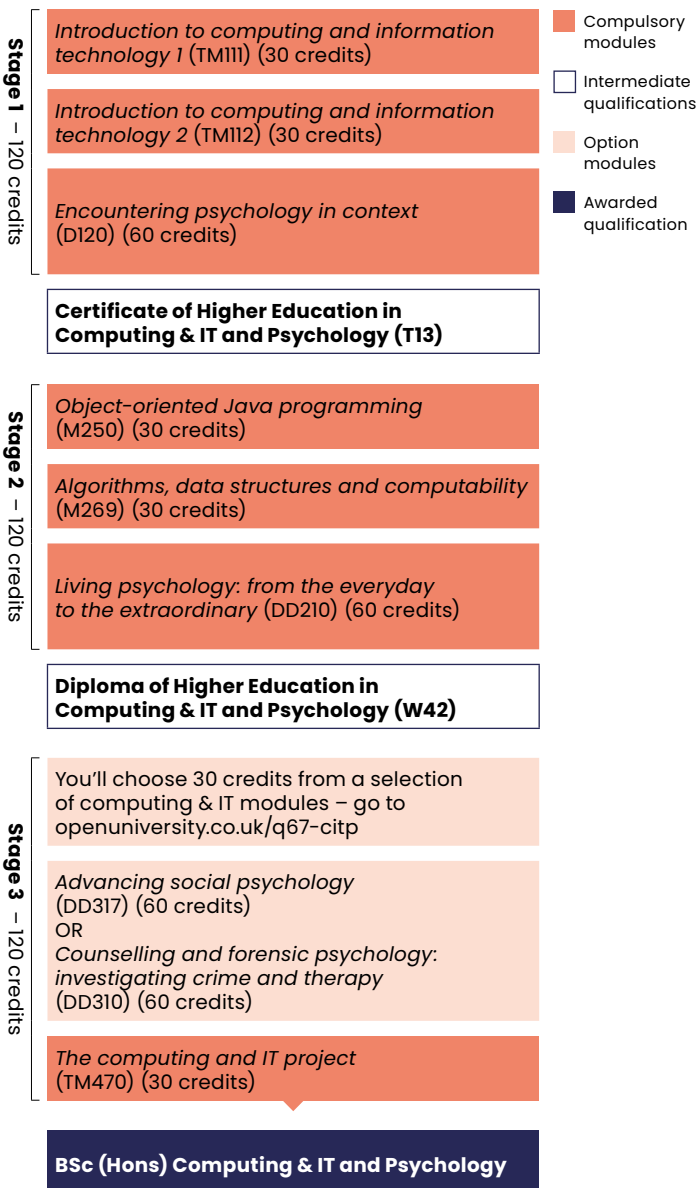 Stage 1 – 120 credits
Introduction to computing and information
technology 1 (TM111) (30 credits)
Introduction to computing and information
technology 2 (TM112) (30 credits)
Encountering psychology in context
(D120) (60 credits)
Compulsory
modules
Intermediate
qualifications
Option
modules
Awarded
qualification
Certificate of Higher Education in
Computing & IT and Psychology (T13)
Stage 2 – 120 credits
Object-oriented Java programming
(M250) (30 credits)
Algorithms, data structures and computability
(M269) (30 credits)
Living psychology: from the everyday
to the extraordinary (DD210) (60 credits)
Diploma of Higher Education in
Computing & IT and Psychology (W42)
Stage 3 – 120 credits
You’ll choose 30 credits from a selection
of computing & IT modules – go to
openuniversity.co.uk/q67-citp
Advancing social psychology
(DD317) (60 credits)
OR
Counselling and forensic psychology:
investigating crime and therapy
(DD310) (60 credits)
The computing and IT project
(TM470) (30 credits)
BSc (Hons) Computing & IT and Psychology